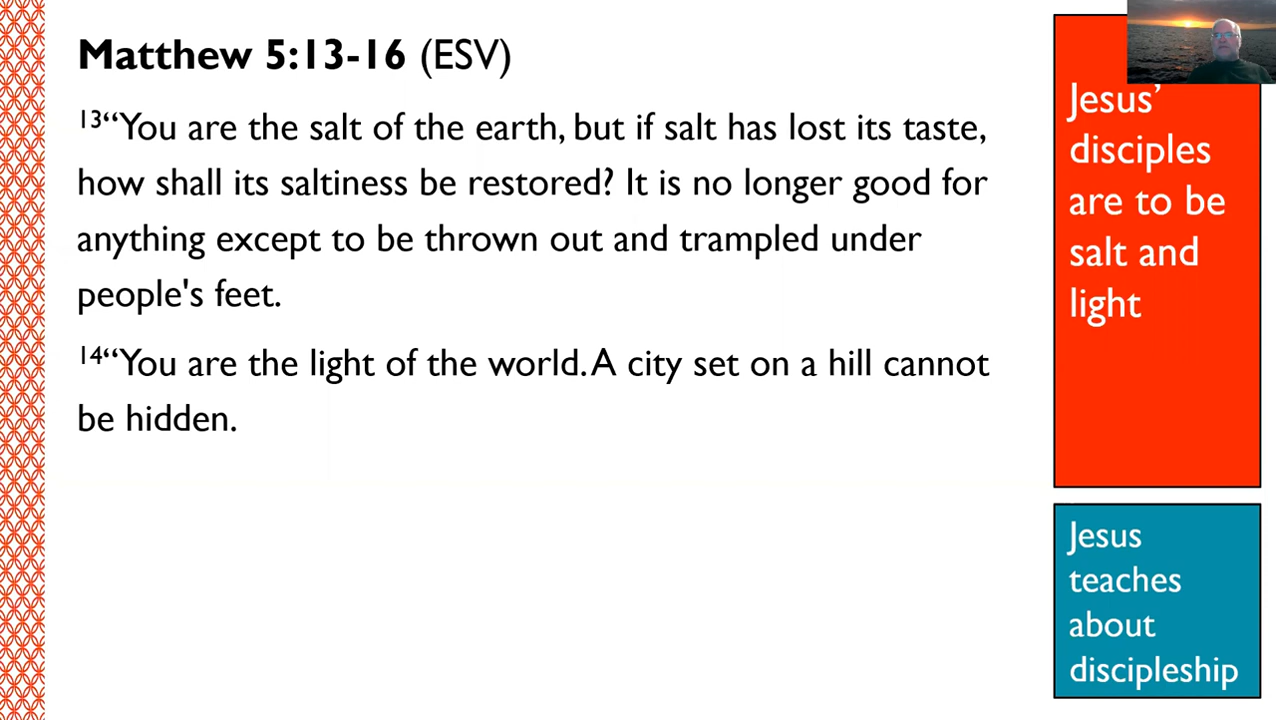 Matthew 5:13-16 (ESV)
13“You are the salt of the earth, but if salt has lost its taste,
how shall its saltiness be restored? It is no longer good for
anything except to be thrown out and trampled under
people's feet.
14“You are the light of the world. A city set on a hill cannot
be hidden.
Jesus’
disciples
are to be
salt and
light
Jesus
teaches
about
discipleship